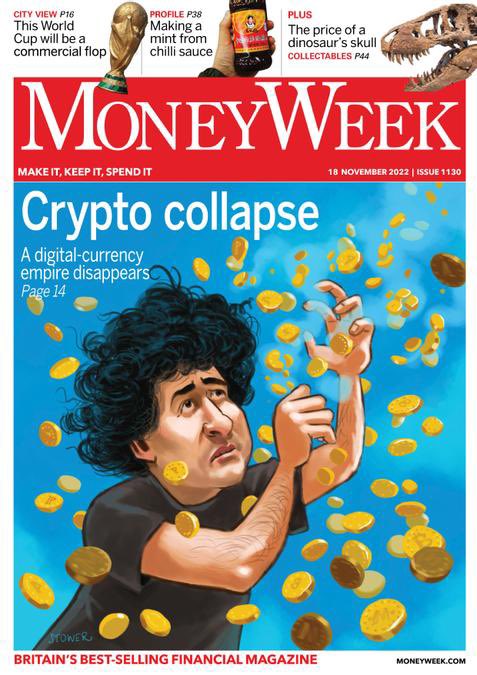 CITY VIEW P16
This World
Cup will be a
commercial flop
PROFILE P38
Making a
mint from
chilli sauce
PLUS
The price of a
dinosaur's skull
COLLECTABLES P44
MONEYWEEK
MAKE IT, KEEP IT, SPEND IT
18 NOVEMBER 2022 | ISSUE 1130
Crypto collapse
A digital-currency
empire disappears
Page 14
STOWER
BRITAIN'S BEST-SELLING FINANCIAL MAGAZINE
MONEYWEEK.COM